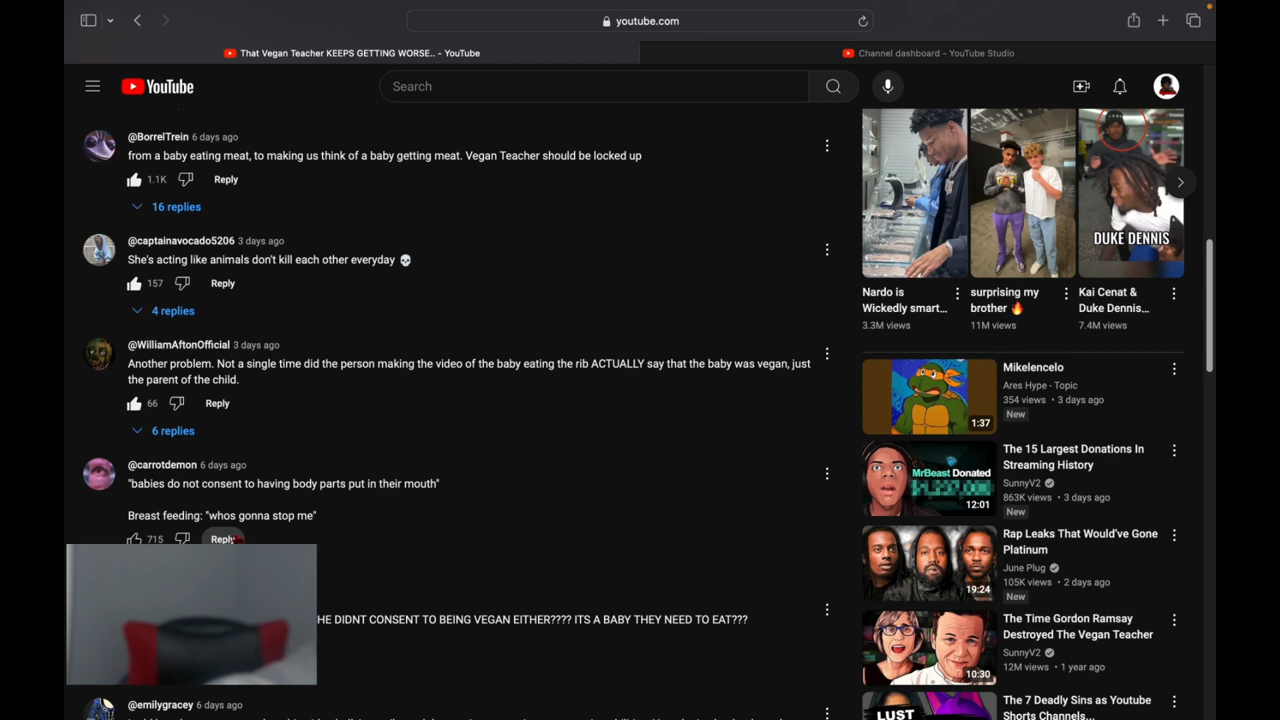 youtube.com
That Vegan Teacher KEEPS GETTING WORSE.. - YouTube
Channel dashboard - YouTube Studio
YouTube
Search
@BorrelTrein 6 days ago
from a baby eating meat, to making us think of a baby getting meat. Vegan Teacher should be locked up
1.1K Reply
16 replies
@captainavocado5206 3 days ago
She's acting like animals don't kill each other everyday 💀
157 Reply
4 replies
@WilliamAftonOfficial 3 days ago
Another problem. Not a single time did the person making the video of the baby eating the rib ACTUALLY say that the baby was vegan, just
the parent of the child.
66 Reply
6 replies
@carrotdemon 6 days ago
"babies do not consent to having body parts put in their mouth"
Breast feeding: "whos gonna stop me"
715 Reply
HE DIDNT CONSENT TO BEING VEGAN EITHER???? ITS A BABY THEY NEED TO EAT???
@emilygracey 6 days ago
DUKE DENNIS
Nardo is
Wickedly smart...
3.3M views
surprising my
brother 🔥
11M views
Kai Cenat &
Duke Dennis...
7.4M views
1:37
Mikelencelo
Ares Hype - Topic
354 views • 3 days ago
New
MrBeast Donated
12:01
The 15 Largest Donations In
Streaming History
SunnyV2
863K views • 3 days ago
New
19:24
Rap Leaks That Would've Gone
Platinum
June Plug
105K views • 2 days ago
New
10:30
The Time Gordon Ramsay
Destroyed The Vegan Teacher
SunnyV2
12M views • 1 year ago
LUST
The 7 Deadly Sins as Youtube
Shorts Channels...